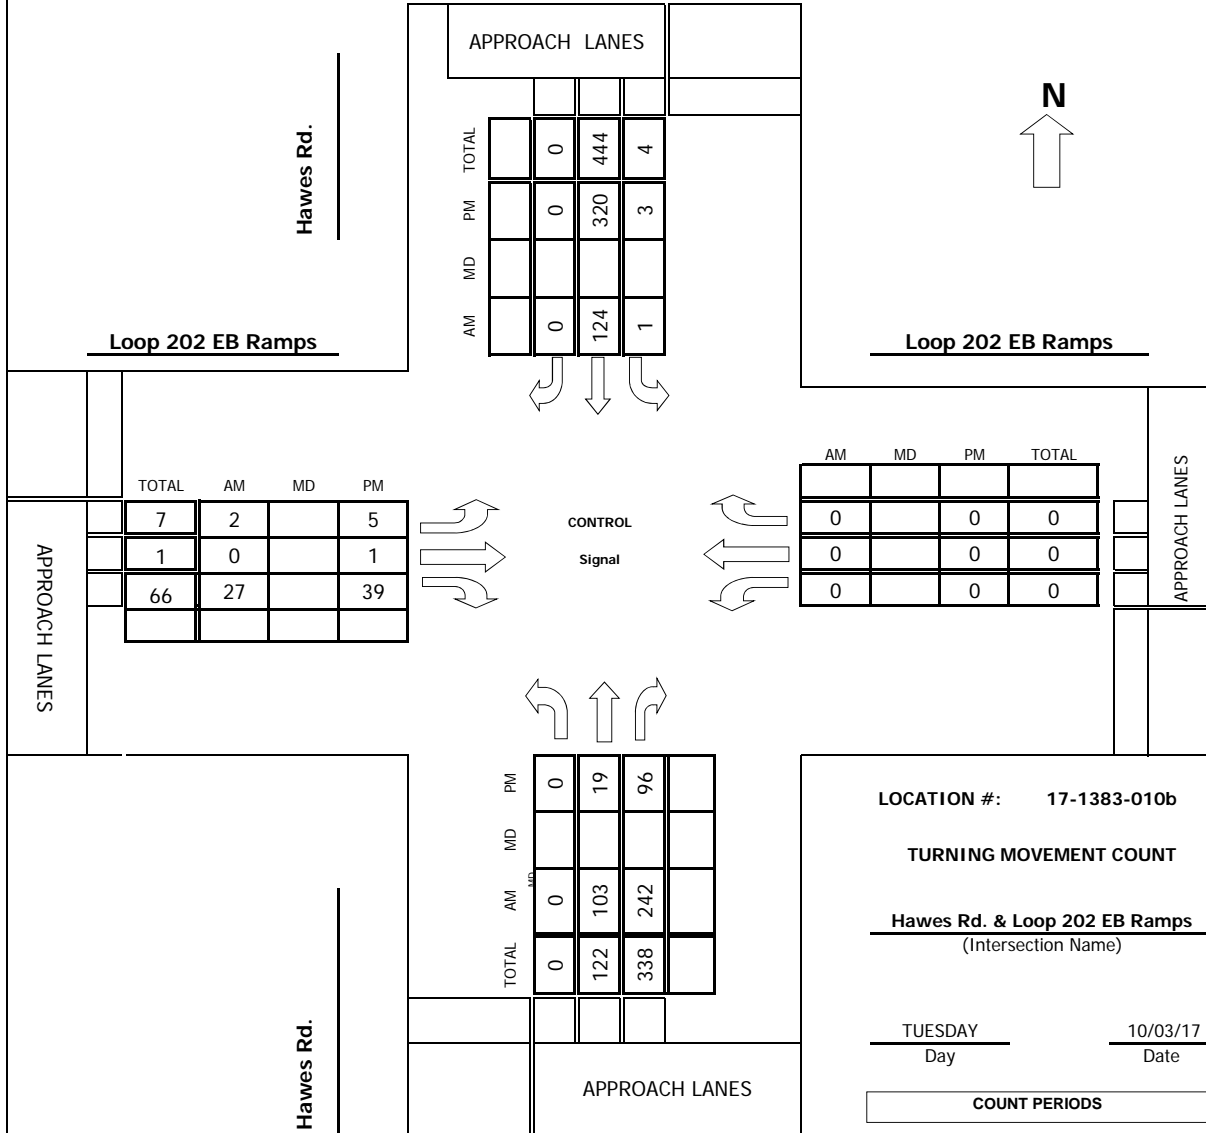 APPROACH LANES
N
Hawes Rd.
TOTAL 0 444 4
PM 0 320 3
MD
AM 0 124 1
Loop 202 EB Ramps
Loop 202 EB Ramps
TOTAL AM MD PM
7 2 5
1 0 1
66 27 39
APPROACH LANES
CONTROL
Signal
AM MD PM TOTAL
0 0 0
0 0 0
0 0 0
APPROACH LANES
PM 0 19 96
MD
MD
AM 0 103 242
TOTAL 0 122 338
Hawes Rd.
APPROACH LANES
LOCATION #: 17-1383-010b
TURNING MOVEMENT COUNT
Hawes Rd. & Loop 202 EB Ramps
(Intersection Name)
TUESDAY 10/03/17
Day Date
COUNT PERIODS